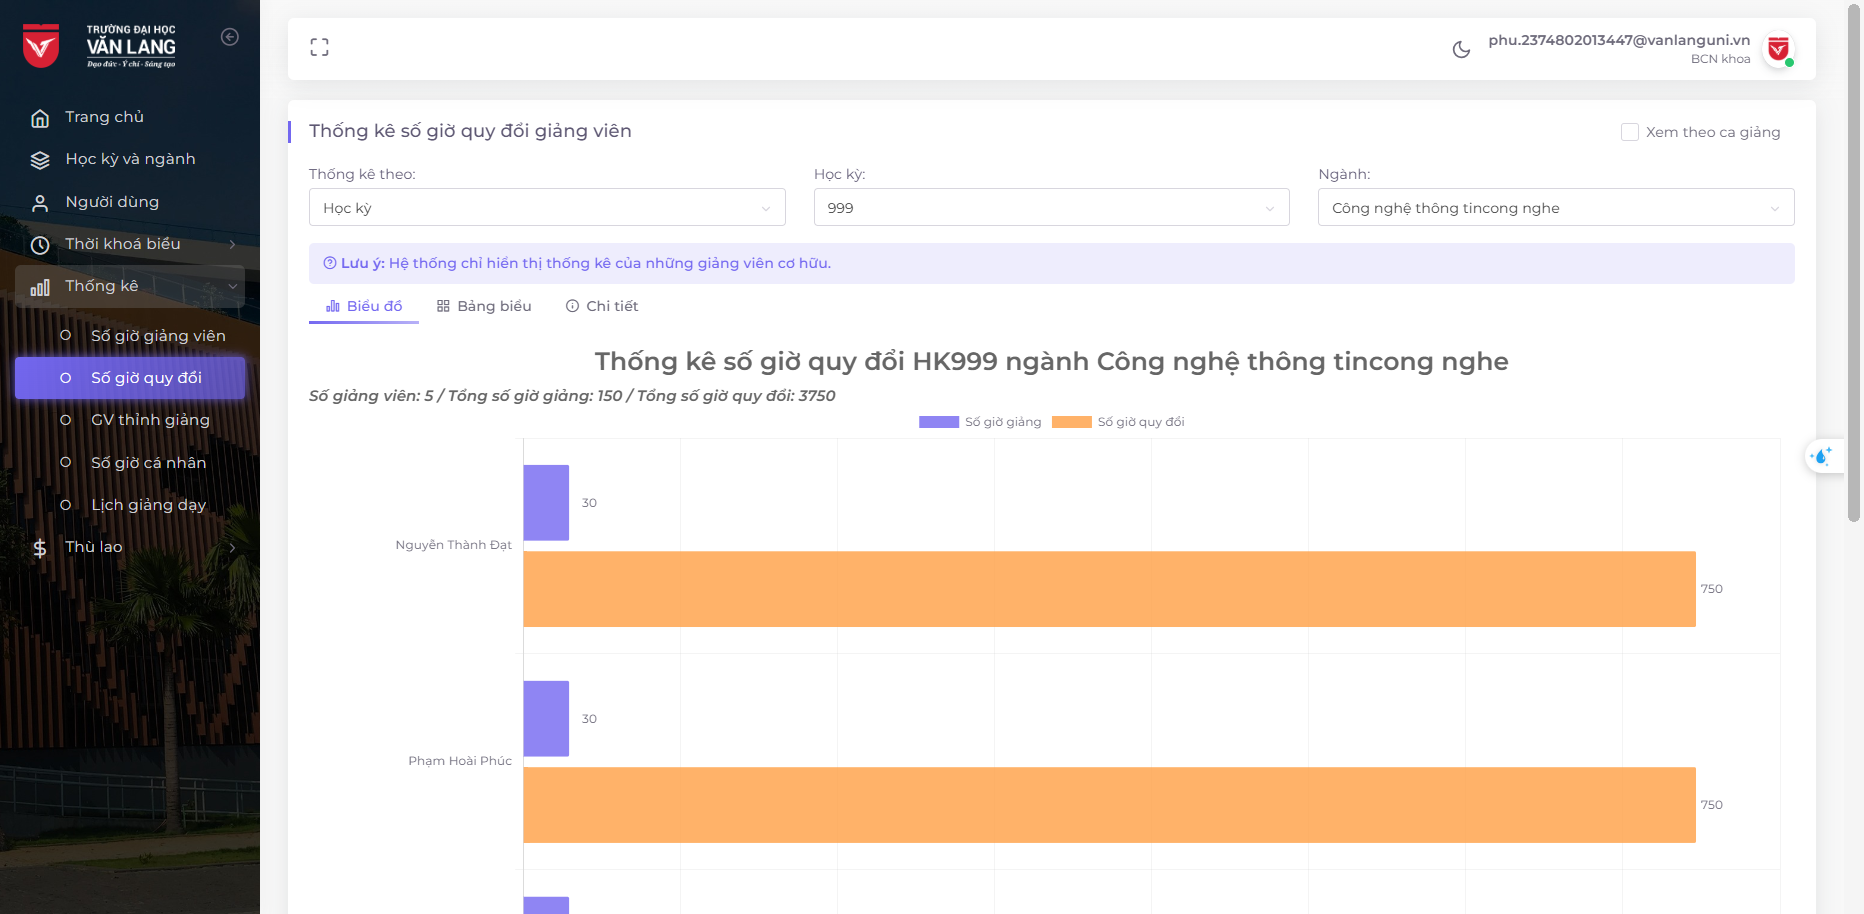 TRƯỜNG ĐẠI HỌC
VĂN LANG
Đạo đức - Ý chí - Sáng tạo
Trang chủ
Học kỳ và ngành
Người dùng
Thời khoá biểu
Thống kê
Số giờ giảng viên
Số giờ quy đổi
GV thỉnh giảng
Số giờ cá nhân
Lịch giảng dạy
Thù lao
phu.2374802013447@vanlanguni.vn
BCN khoa
Thống kê số giờ quy đổi giảng viên
Xem theo ca giảng
Thống kê theo:
Học kỳ
Học kỳ:
999
Ngành:
Công nghệ thông tincong nghe
Lưu ý: Hệ thống chỉ hiển thị thống kê của những giảng viên cơ hữu.
Biểu đồ
Bảng biểu
Chi tiết
Thống kê số giờ quy đổi HK999 ngành Công nghệ thông tincong nghe
Số giảng viên: 5 / Tổng số giờ giảng: 150 / Tổng số giờ quy đổi: 3750
Số giờ giảng
Số giờ quy đổi
30
Nguyễn Thành Đạt
750
30
Phạm Hoài Phúc
750